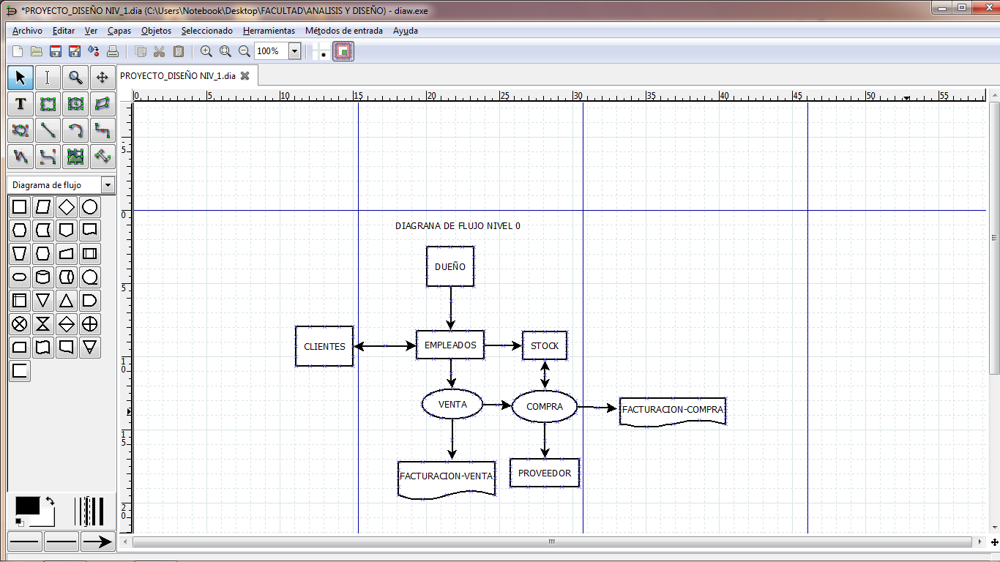 *PROYECTO_DISEÑO NIV_1.dia (C:\Users\Notebook\Desktop\FACULTAD\ANALISIS Y DISEÑO) - diaw.exe
Archivo Editar Ver Capas Objetos Seleccionado Herramientas Métodos de entrada Ayuda
100%
PROYECTO_DISEÑO NIV_1.dia
0 5 10 15 20 25 30 35 40 45 50 55
T
Diagrama de flujo
-5
0
5
10
15
20
DIAGRANA DE FLUJO NIVEL 0
DUEÑO
CLIENTES
EMPLEADOS
STOCK
VENTA
COMPRA
FACTURACION-COMPRA
FACTURACION-VENTA
PROVEEDOR